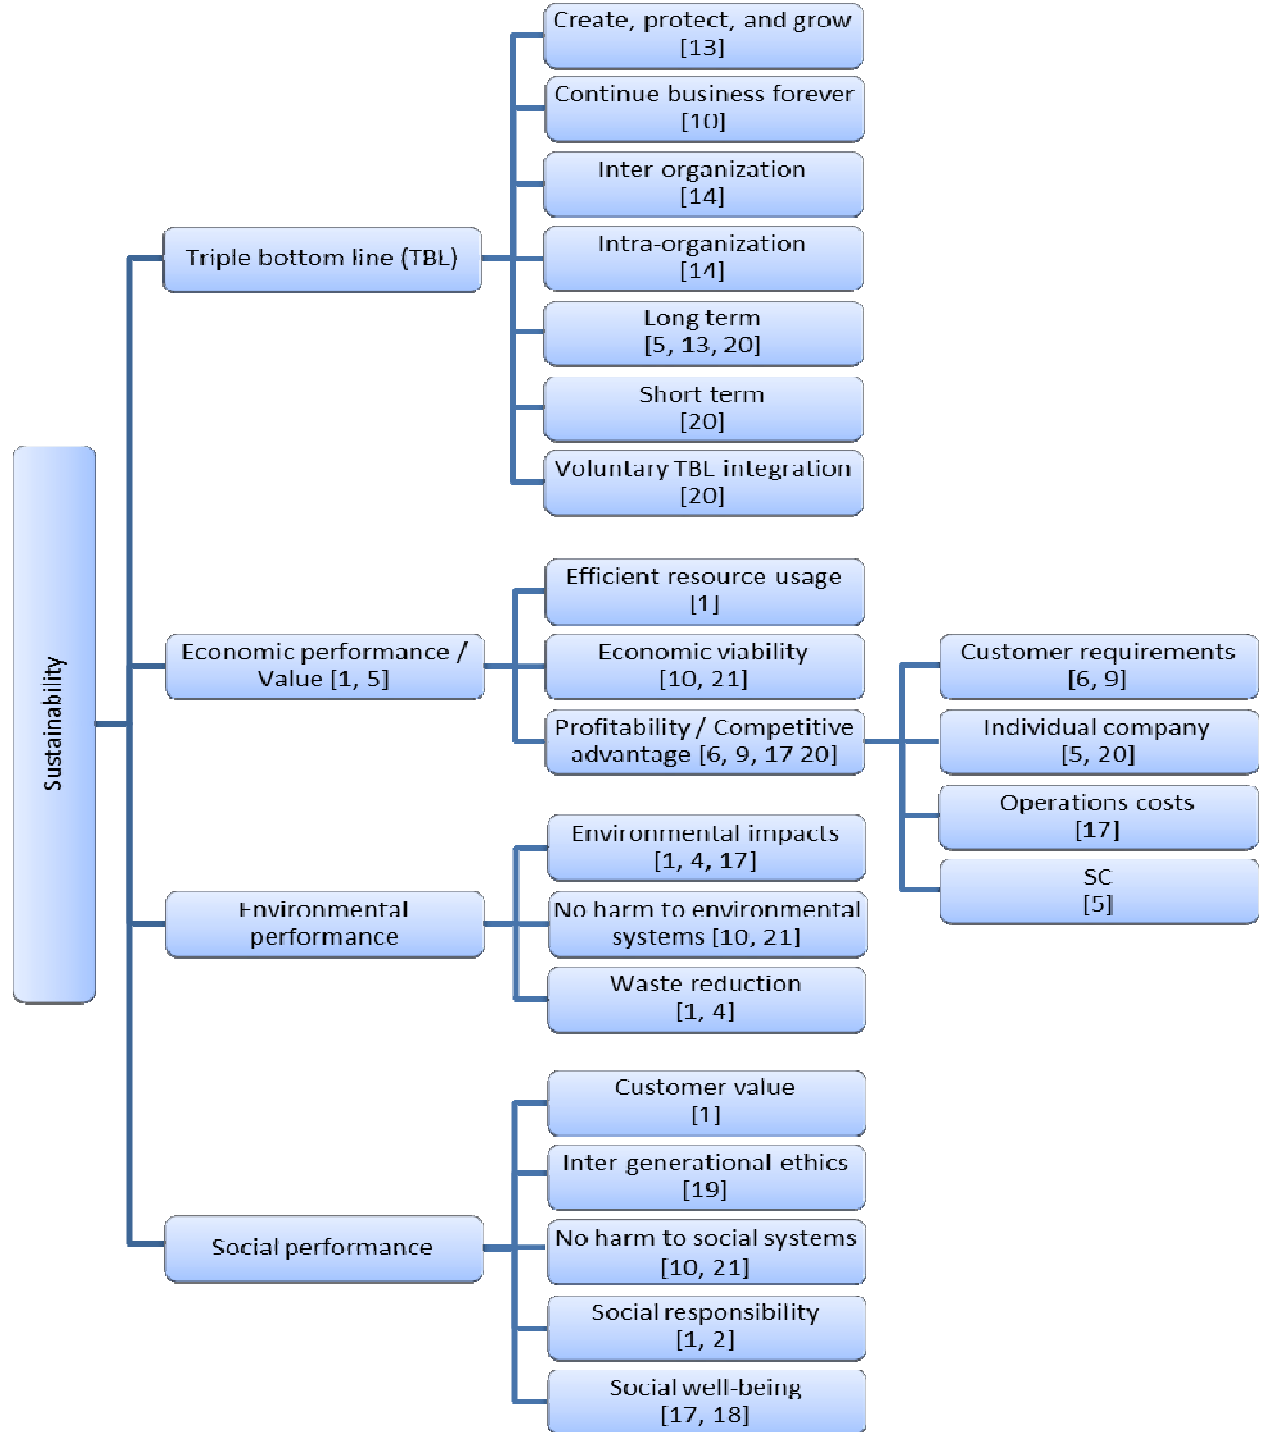 Sustainability
Triple bottom line (TBL)
Create, protect, and grow
[13]
Continue business forever
[10]
Inter organization
[14]
Intra-organization
[14]
Long term
[5, 13, 20]
Short term
[20]
Voluntary TBL integration
[20]
Economic performance /
Value [1, 5]
Efficient resource usage
[1]
Economic viability
[10, 21]
Profitability / Competitive
advantage [6, 9, 17 20]
Customer requirements
[6, 9]
Individual company
[5, 20]
Operations costs
[17]
SC
[5]
Environmental
performance
Environmental impacts
[1, 4, 17]
No harm to environmental
systems [10, 21]
Waste reduction
[1, 4]
Social performance
Customer value
[1]
Inter generational ethics
[19]
No harm to social systems
[10, 21]
Social responsibility
[1, 2]
Social well-being
[17, 18]